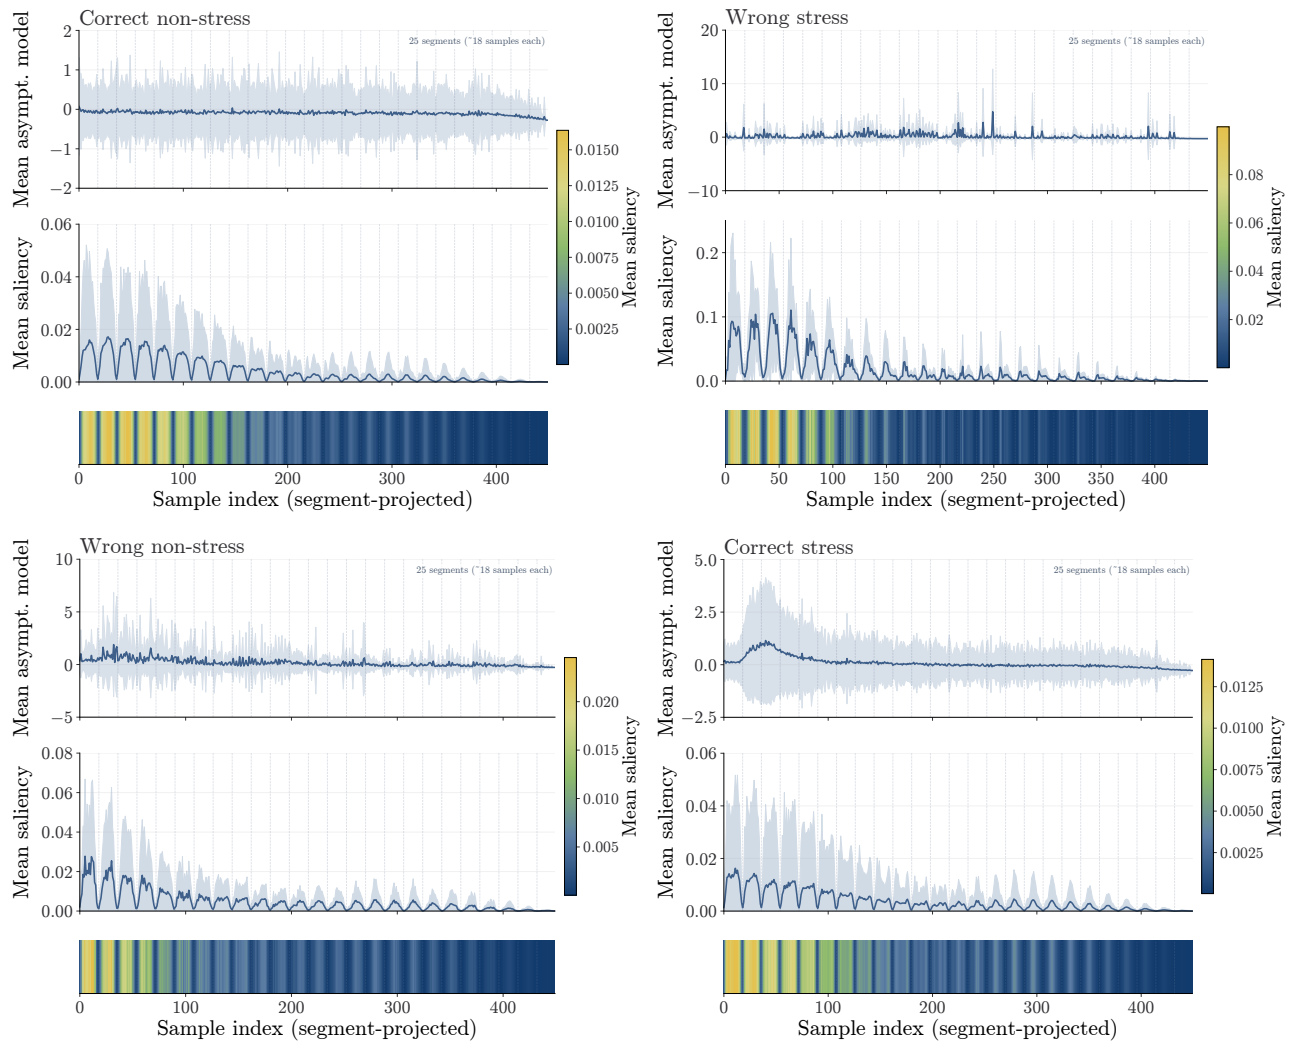 Correct non-stress
25 segments (~18 samples each)
Mean asympt. model
2
1
0
−1
−2
Mean saliency
0.06
0.04
0.02
0.00
0.0150
0.0125
0.0100
0.0075
0.0050
0.0025
Mean saliency
0 100 200 300 400
Sample index (segment-projected)
Wrong stress
25 segments (~18 samples each)
Mean asympt. model
20
10
0
−10
Mean saliency
0.2
0.1
0.0
0.08
0.06
0.04
0.02
Mean saliency
0 50 100 150 200 250 300 350 400
Sample index (segment-projected)
Wrong non-stress
25 segments (~18 samples each)
Mean asympt. model
10
5
0
−5
Mean saliency
0.08
0.06
0.04
0.02
0.00
0.020
0.015
0.010
0.005
Mean saliency
0 100 200 300 400
Sample index (segment-projected)
Correct stress
25 segments (~18 samples each)
Mean asympt. model
5.0
2.5
0.0
−2.5
Mean saliency
0.06
0.04
0.02
0.00
0.0125
0.0100
0.0075
0.0050
0.0025
Mean saliency
0 100 200 300 400
Sample index (segment-projected)